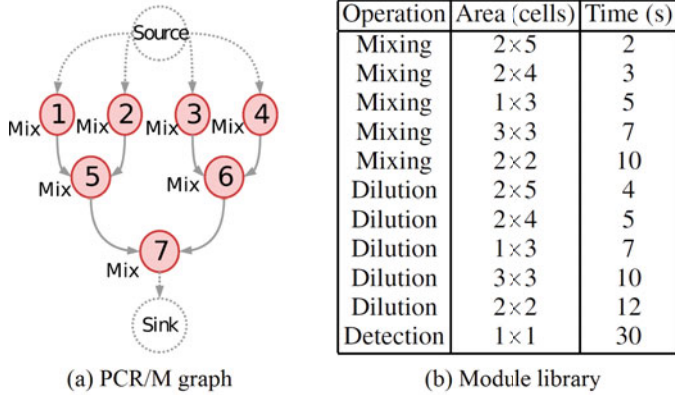 Source
1
2
3
4
Mix
Mix
Mix
Mix
5
6
Mix
Mix
7
Mix
Sink
(a) PCR/M graph
Operation Area (cells) Time (s)
Mixing 2×5 2
Mixing 2×4 3
Mixing 1×3 5
Mixing 3×3 7
Mixing 2×2 10
Dilution 2×5 4
Dilution 2×4 5
Dilution 1×3 7
Dilution 3×3 10
Dilution 2×2 12
Detection 1×1 30
(b) Module library